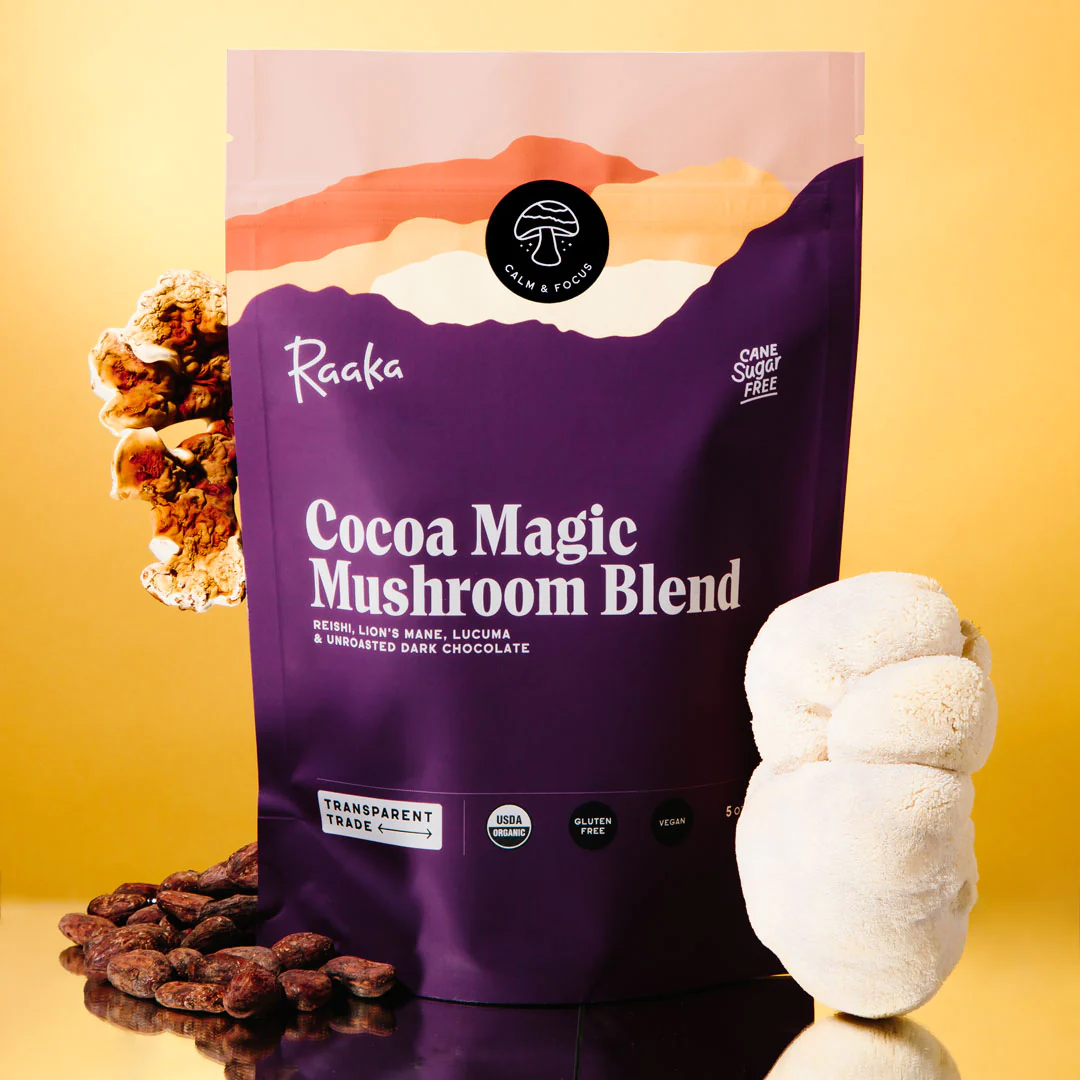 CALM & FOCUS
Raaka
CANE
Sugar
FREE
Cocoa Magic
Mushroom Blend
REISHI, LION'S MANE, LUCUMA
& UNROASTED DARK CHOCOLATE
TRANSPARENT
TRADE
USDA
ORGANIC
GLUTEN
FREE
VEGAN
5